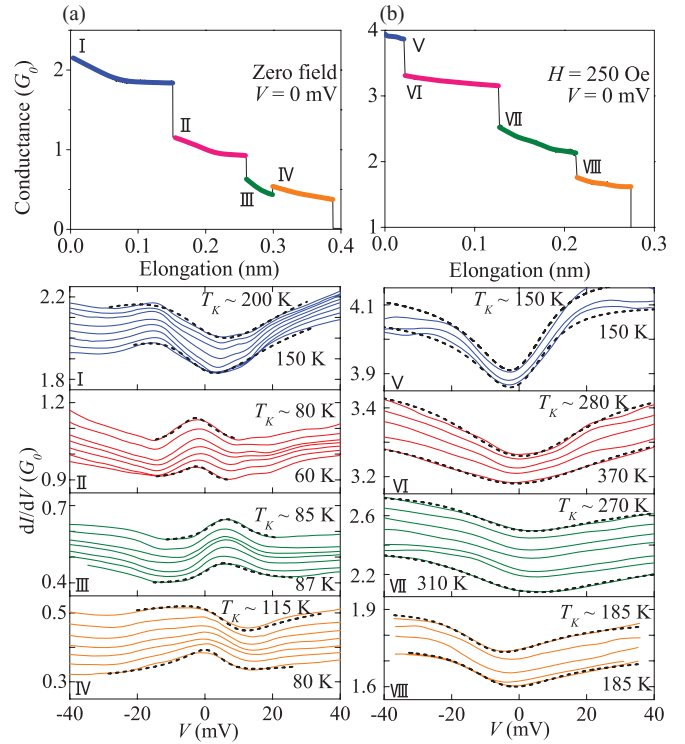 (a)
(b)
Conductance (G0)
I
Zero field
V = 0 mV
II
III
IV
2
1
0
0.0 0.1 0.2 0.3 0.4
Elongation (nm)
V
H = 250 Oe
V = 0 mV
VI
VII
VIII
4
3
2
1
0.0 0.1 0.2 0.3
Elongation (nm)
dI/dV (G0)
2.2
TK ~ 200 K
1.8
150 K
I
1.2
TK ~ 80 K
0.9
60 K
II
0.7
TK ~ 85 K
0.4
87 K
III
0.5
TK ~ 115 K
0.3
80 K
IV
-40 -20 0 20 40
V (mV)
4.1
TK ~ 150 K
150 K
3.9
V
3.4
TK ~ 280 K
3.2
370 K
VI
2.6
TK ~ 270 K
2.2
VII 310 K
1.9
TK ~ 185 K
1.6
185 K
VIII
-40 -20 0 20 40
V (mV)